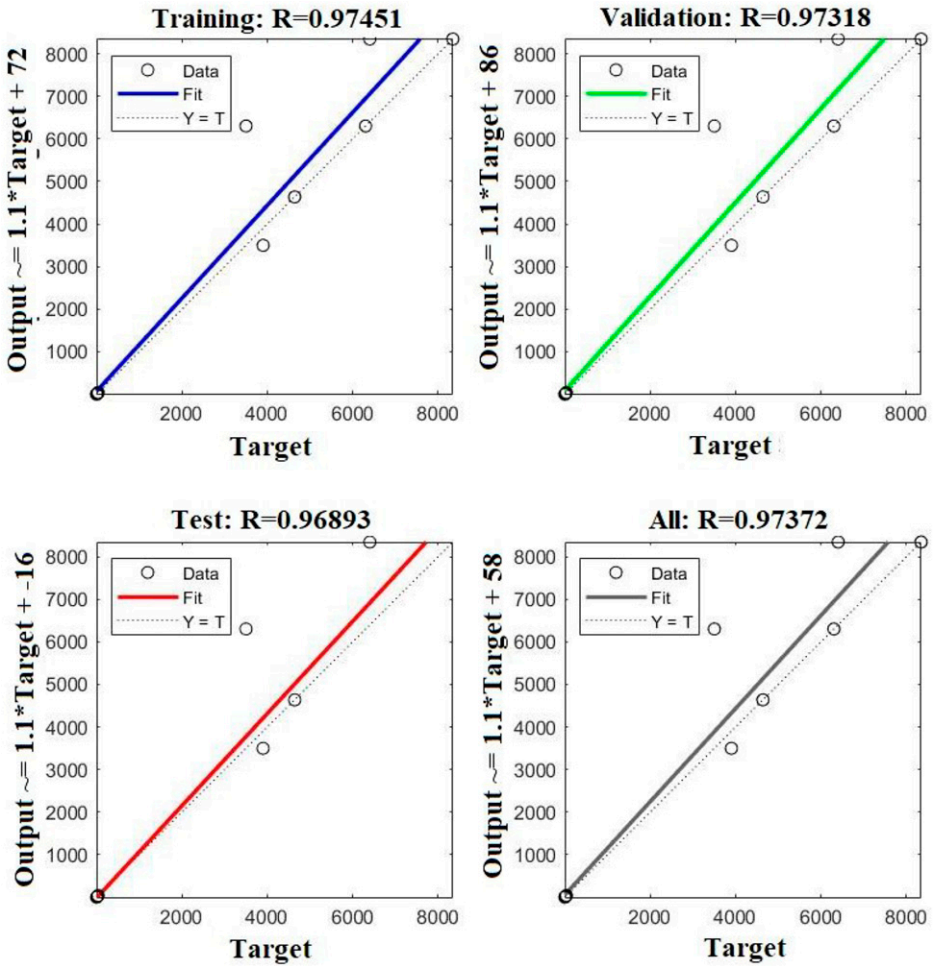 Training: R=0.97451
Output ~= 1.1*Target + 72
8000
7000
6000
5000
4000
3000
2000
1000
Data
Fit
Y = T
2000
4000
6000
8000
Target
Validation: R=0.97318
Output ~= 1.1*Target + 86
8000
7000
6000
5000
4000
3000
2000
1000
Data
Fit
Y = T
2000
4000
6000
8000
Target
Test: R=0.96893
Output ~= 1.1*Target + -16
8000
7000
6000
5000
4000
3000
2000
1000
Data
Fit
Y = T
2000
4000
6000
8000
Target
All: R=0.97372
Output ~= 1.1*Target + 58
8000
7000
6000
5000
4000
3000
2000
1000
Data
Fit
Y = T
2000
4000
6000
8000
Target